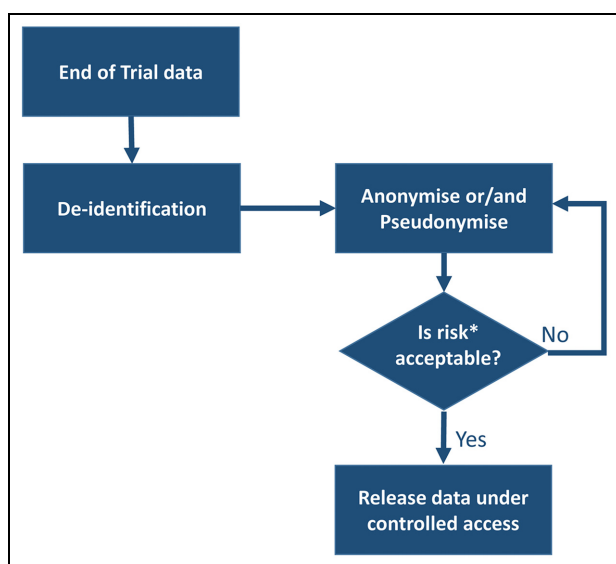 End of Trial data
De-identification
Anonymise or/and
Pseudonymise
Is risk*
acceptable?
No
Yes
Release data under
controlled access